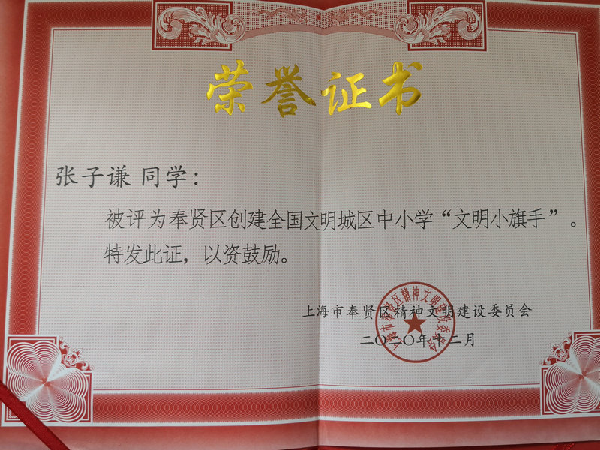 荣誉证书
张子谦 同学：
被评为奉贤区创建全国文明城区中小学“文明小旗手”。
特发此证，以资鼓励。
上海市奉贤区精神文明建设委员会
二〇二〇年十二月